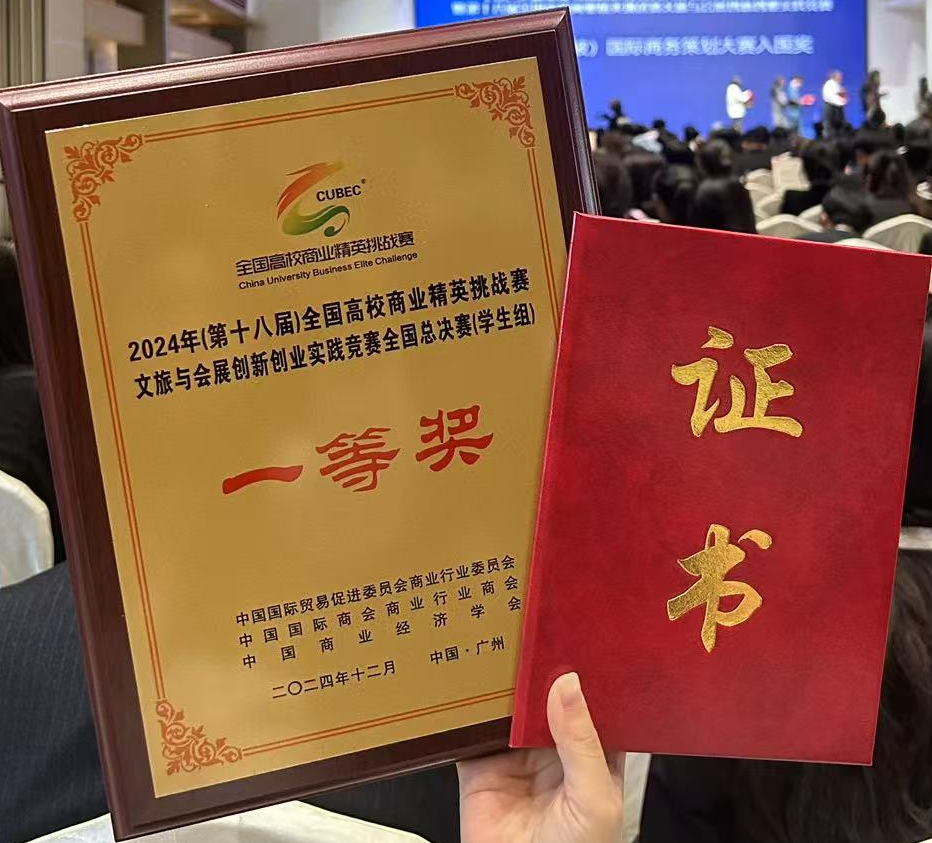 国际商务策划大赛入围奖
CUBEC®
全国高校商业精英挑战赛
China University Business Elite Challenge
2024年(第十八届)全国高校商业精英挑战赛
文旅与会展创新创业实践竞赛全国总决赛(学生组)
一等奖
中国国际贸易促进委员会商业行业委员会
中国国际商会商业行业商会
中国商业经济学会
二〇二四年十二月 中国·广州
证
书